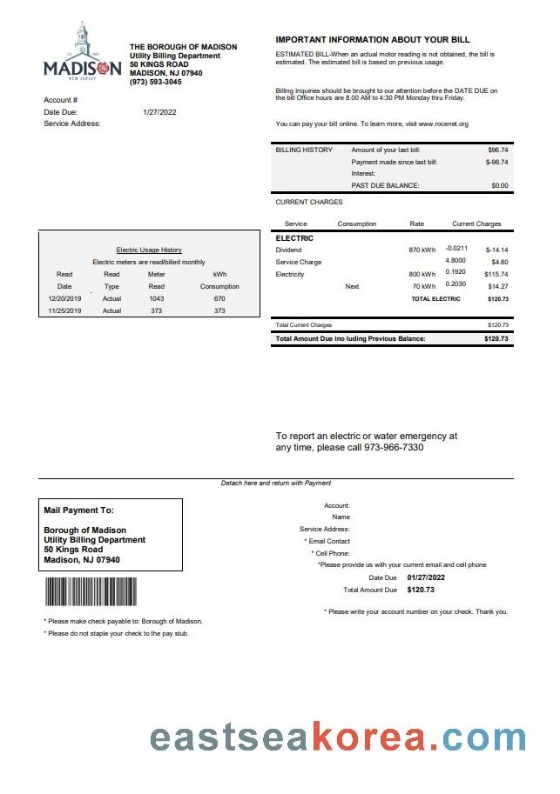 MADISON
NEW JERSEY
THE BOROUGH OF MADISON
Utility Billing Department
50 KINGS ROAD
MADISON, NJ 07940
(973) 593-3045
Account #
Date Due: 1/27/2022
Service Address:
IMPORTANT INFORMATION ABOUT YOUR BILL
ESTIMATED BILL-When an actual motor reading is not obtained, the bill is
estimated. The estimated bill is based on previous usage.
Billing Inquiries should be brought to our attention before the DATE DUE on
the bill Office hours are 8.00 AM to 4:30 PM Monday thru Friday.
You can pay your bill online. To learn more, visit www.rocenet.org
BILLING HISTORY Amount of your last bill: $96.74
Payment made since last bill: $-96.74
Interest:
PAST DUE BALANCE: $0.00
CURRENT CHARGES
Service Consumption Rate Current Charges
ELECTRIC
Dividend 870 kWh -0.0211 $-14.14
Service Charge 4.8000 $4.80
Electricity 800 kWh 0.1920 $115.74
Next 70 kWh 0.2030 $14.27
TOTAL ELECTRIC $120.73
Total Current Charges $120.73
Total Amount Due ino luding Previous Balance: $120.73
Electric Usage History
Electric meters are read/billed monthly
Read Read Meter kWh
Date Type Read Consumption
12/20/2019 Actual 1043 670
11/25/2019 Actual 373 373
To report an electric or water emergency at
any time, please call 973-966-7330
Detach here and return with Payment
Mail Payment To:
Borough of Madison
Utility Billing Department
50 Kings Road
Madison, NJ 07940
* Please make check payable to: Borough of Madison.
* Please do not staple your check to the pay stub.
Account:
Name
Service Address:
* Email Contact
* Cell Phone:
*Please provide us with your current email and cell phone
Date Due 01/27/2022
Total Amount Due $120.73
* Please write your account number on your check. Thank you.
eastseakorea.com